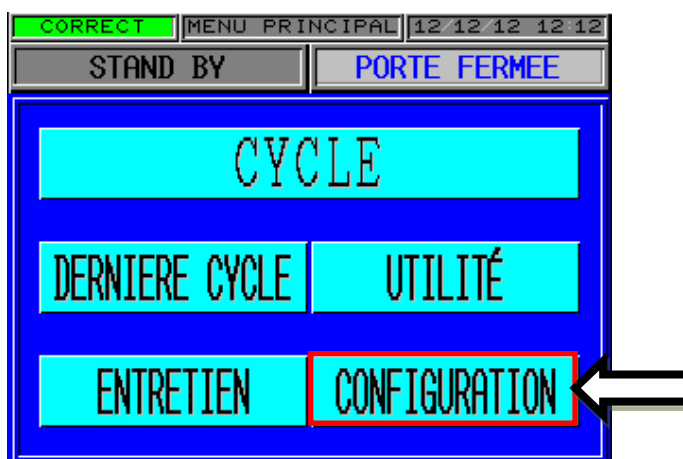 CORRECT MENU PRINCIPAL 12/12/12 12:12
STAND BY PORTE FERMEE
CYCLE
DERNIERE CYCLE UTILITÉ
ENTRETIEN CONFIGURATION